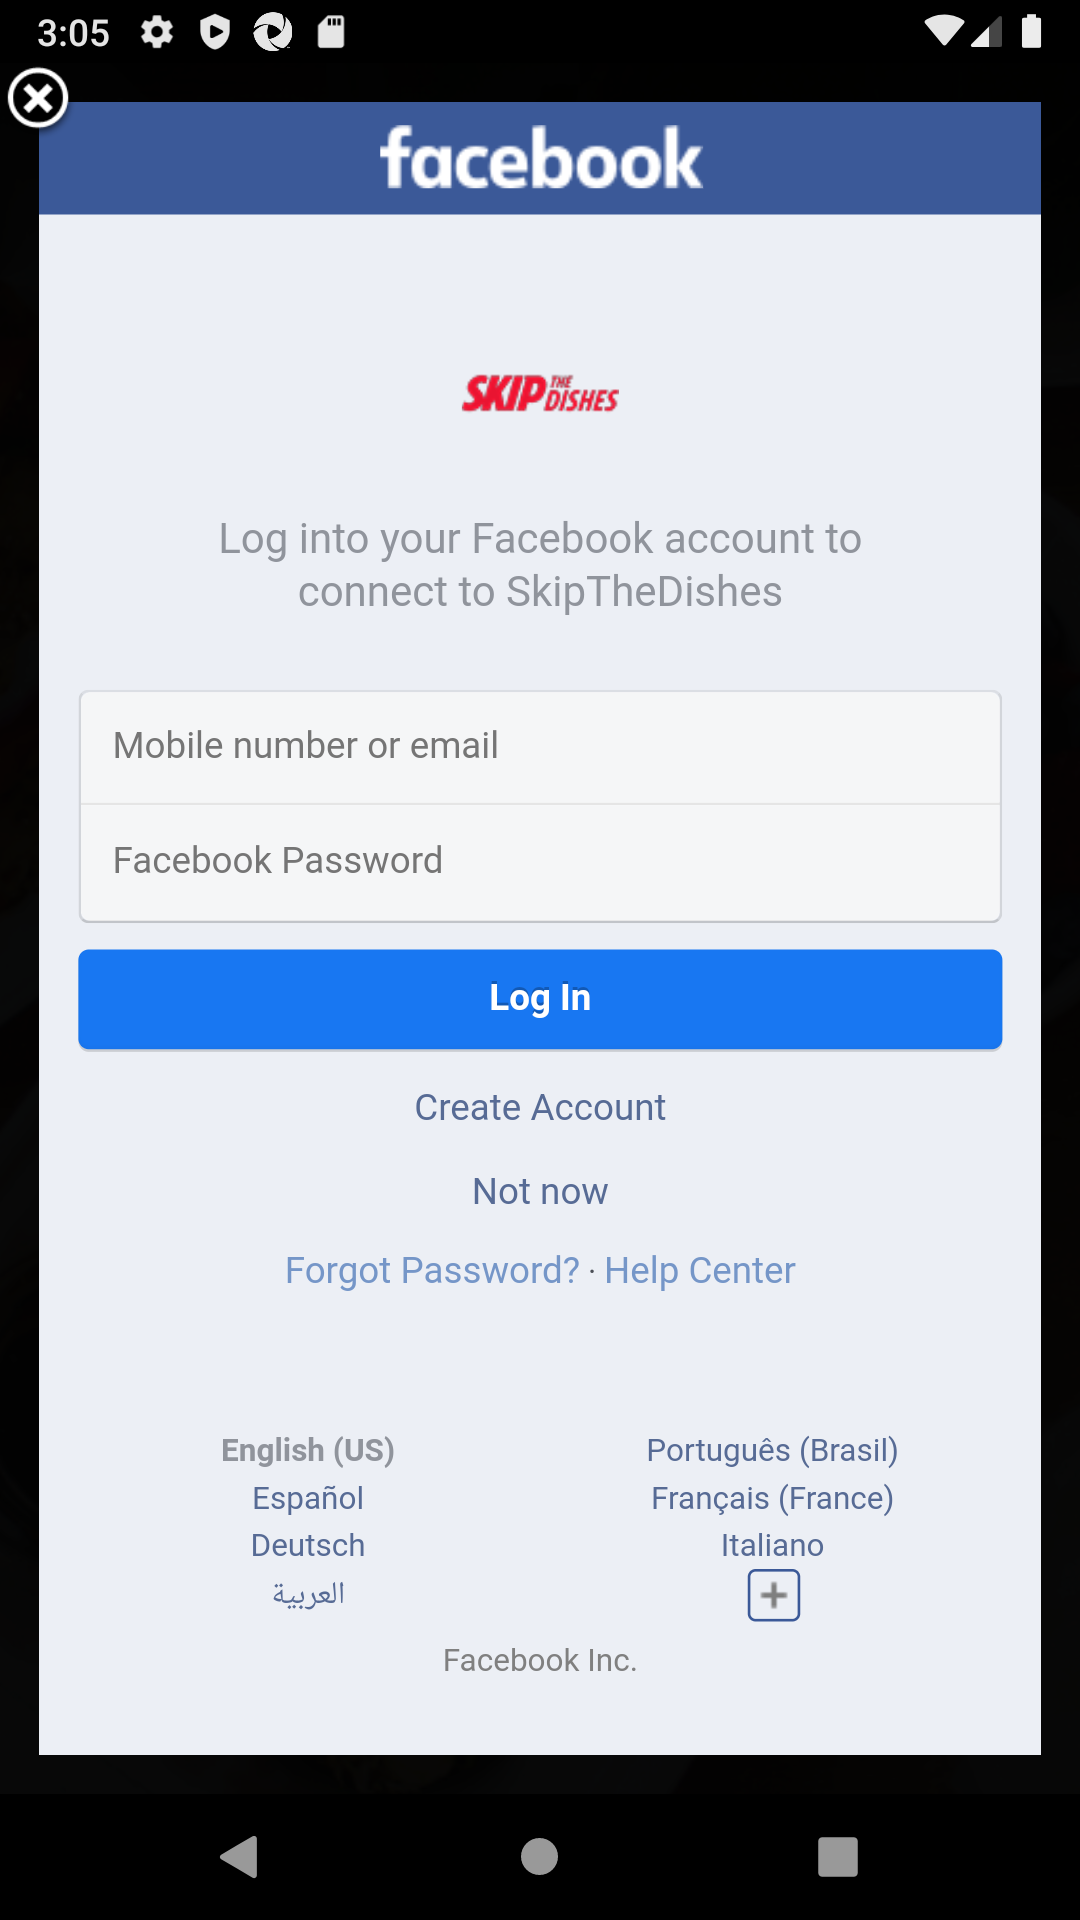 3:05
facebook
SKIP THE DISHES
Log into your Facebook account to
connect to SkipTheDishes
Mobile number or email
Facebook Password
Log In
Create Account
Not now
Forgot Password? · Help Center
English (US)
Português (Brasil)
Español
Français (France)
Deutsch
Italiano
العربية
Facebook Inc.